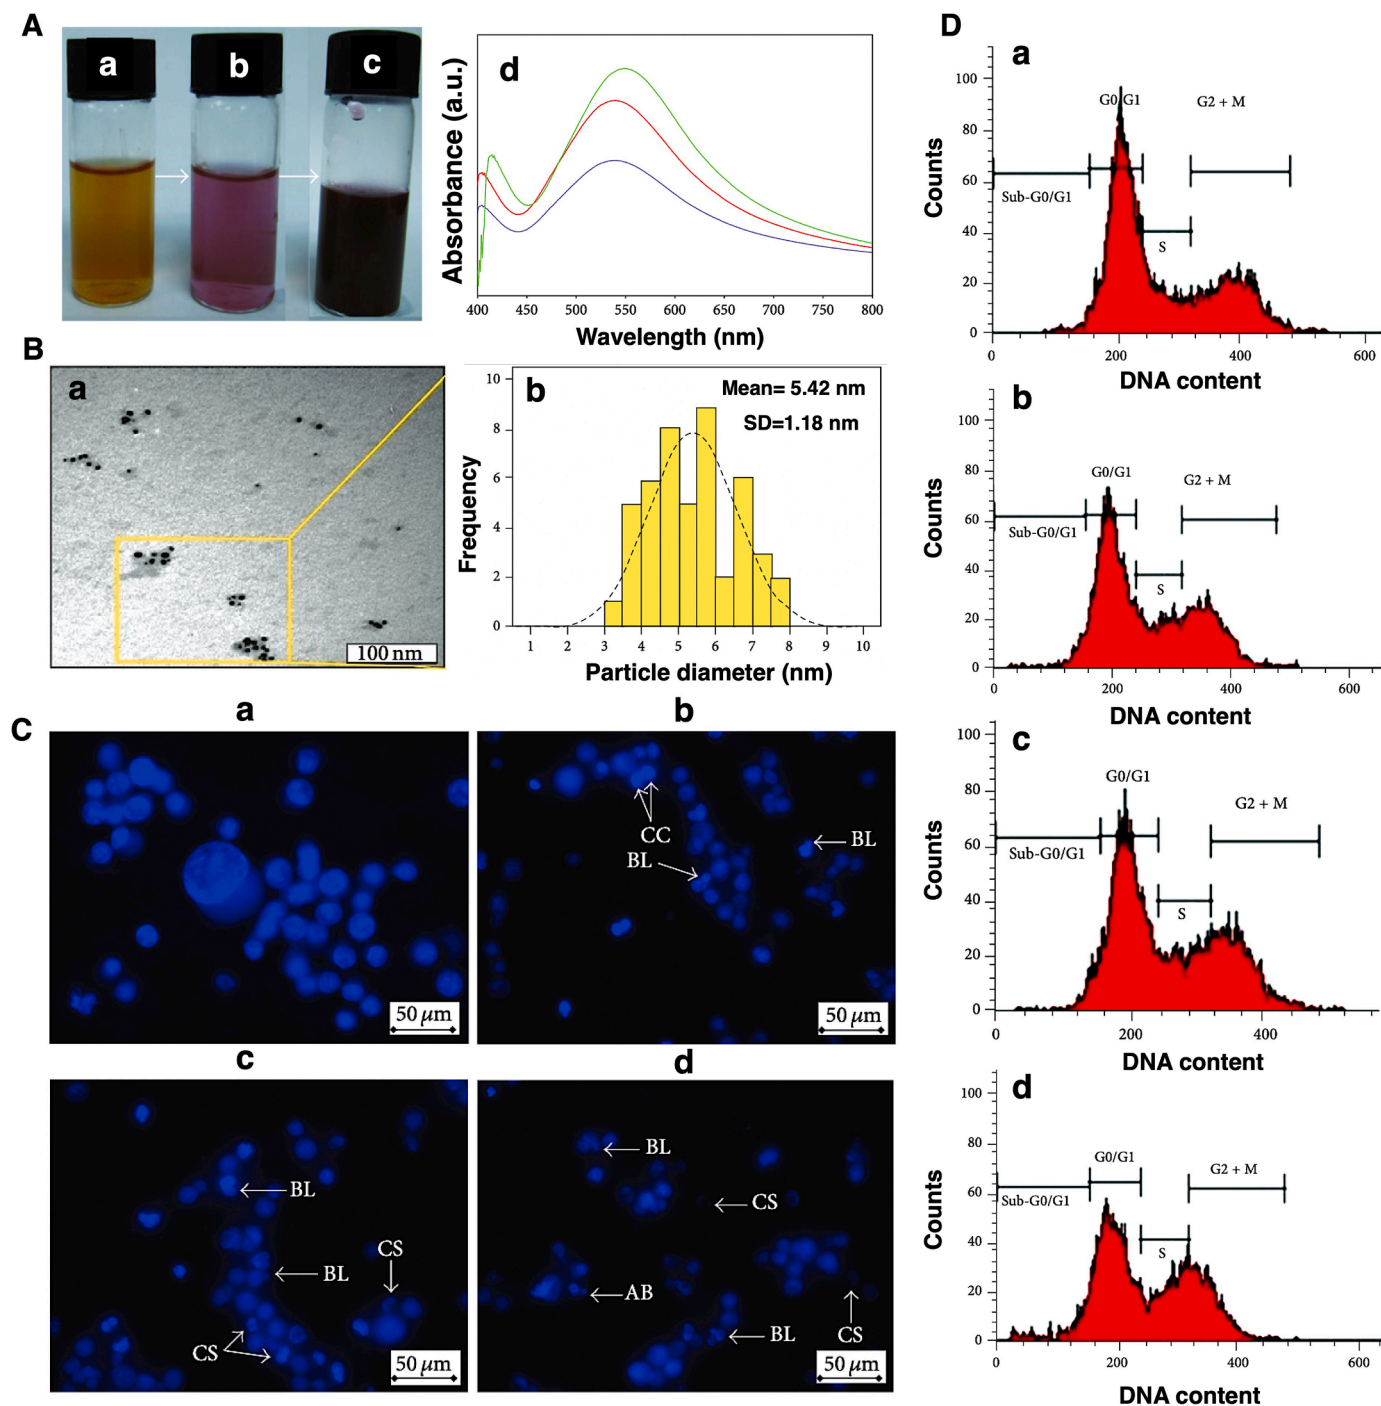 A
a
b
c
d
Absorbance (a.u.)
400 450 500 550 600 650 700 750 800
Wavelength (nm)
B
a
100 nm
b
Mean= 5.42 nm
SD=1.18 nm
Frequency
10
8
6
4
2
0
1 2 3 4 5 6 7 8 9 10
Particle diameter (nm)
C
a
50 µm
b
CC
BL
BL
50 µm
c
BL
CS
BL
CS
50 µm
d
BL
CS
AB
BL
CS
50 µm
D
a
Counts
100
80
60
40
20
0
G0/G1
G2 + M
Sub-G0/G1
S
0 200 400 600
DNA content
b
Counts
100
80
60
40
20
0
G0/G1
G2 + M
Sub-G0/G1
S
0 200 400 600
DNA content
c
Counts
100
80
60
40
20
0
G0/G1
G2 + M
Sub-G0/G1
S
0 200 400
DNA content
d
Counts
100
80
60
40
20
0
G0/G1
G2 + M
Sub-G0/G1
S
0 200 400 600
DNA content